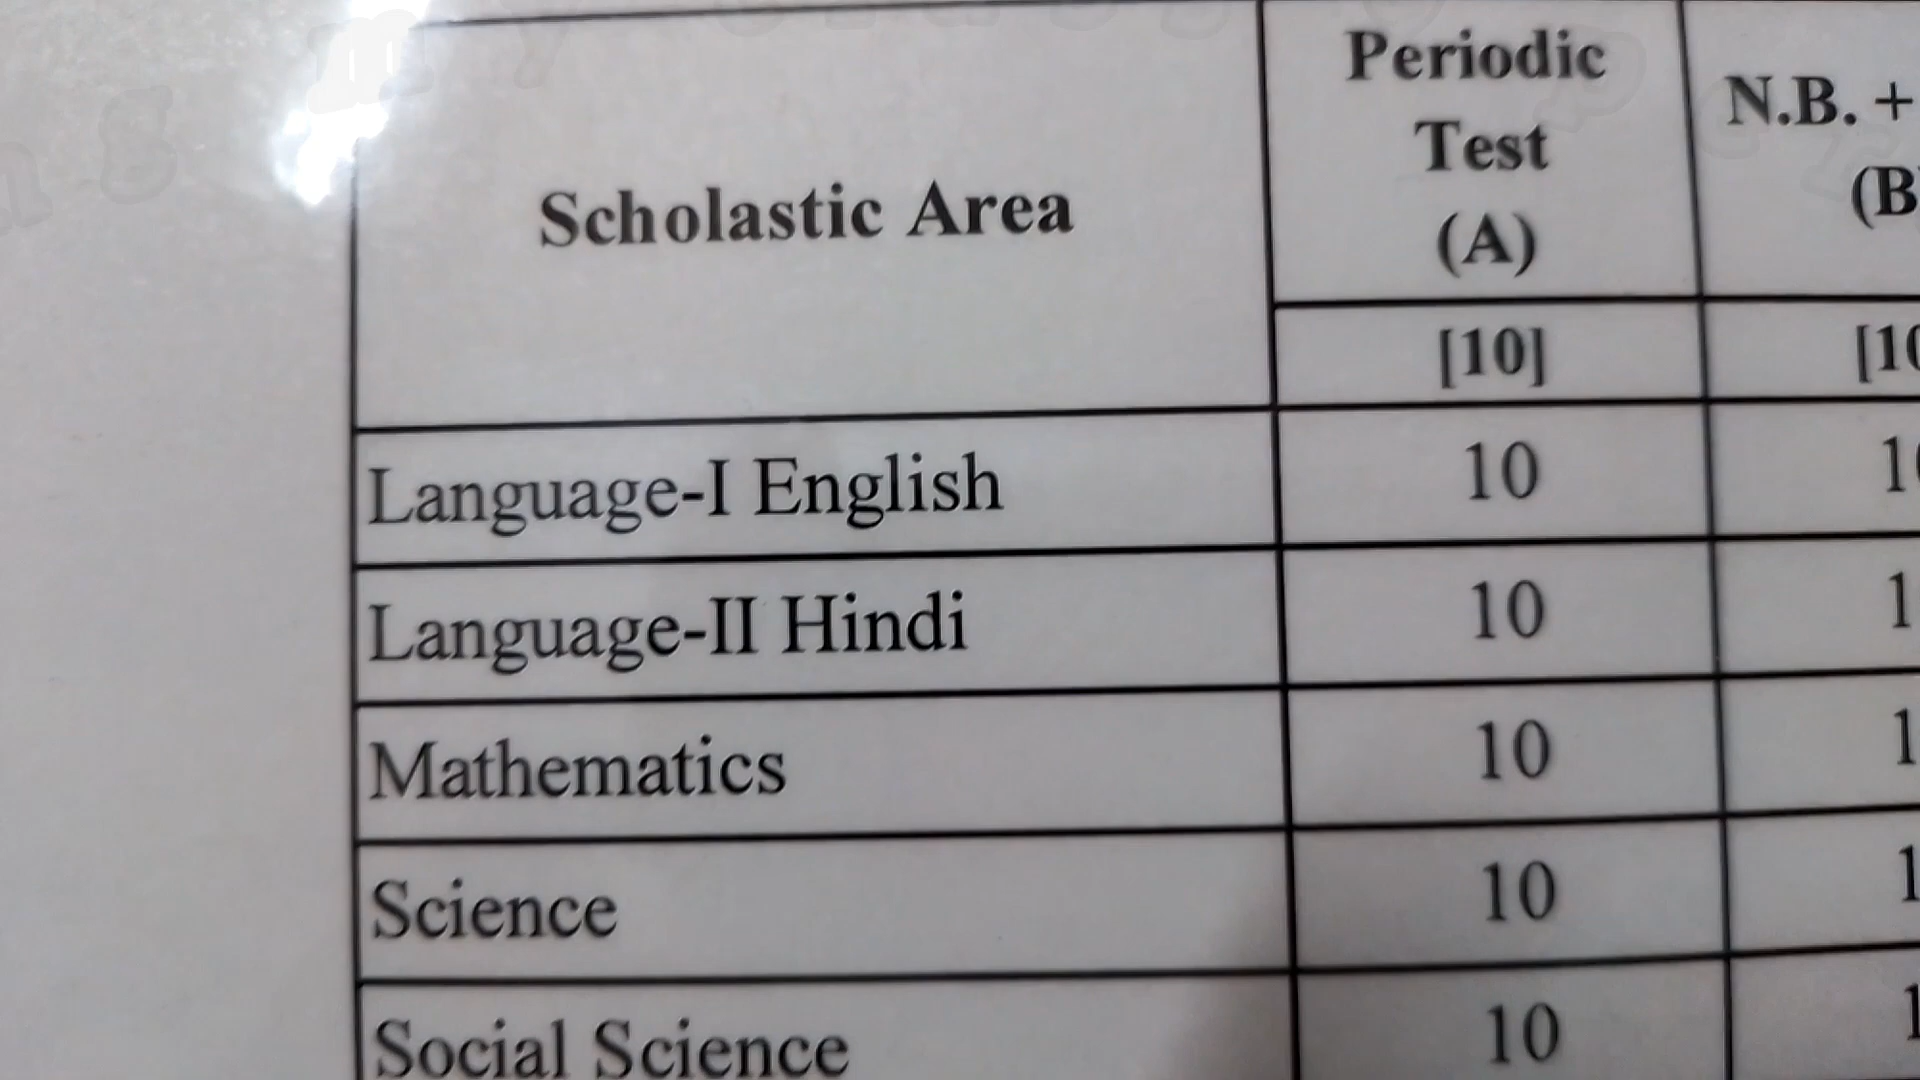 Scholastic Area
Periodic
Test
(A)
N.B. +
(B
[10]
Language-I English 10
Language-II Hindi 10
Mathematics 10
Science 10
Social Science 10